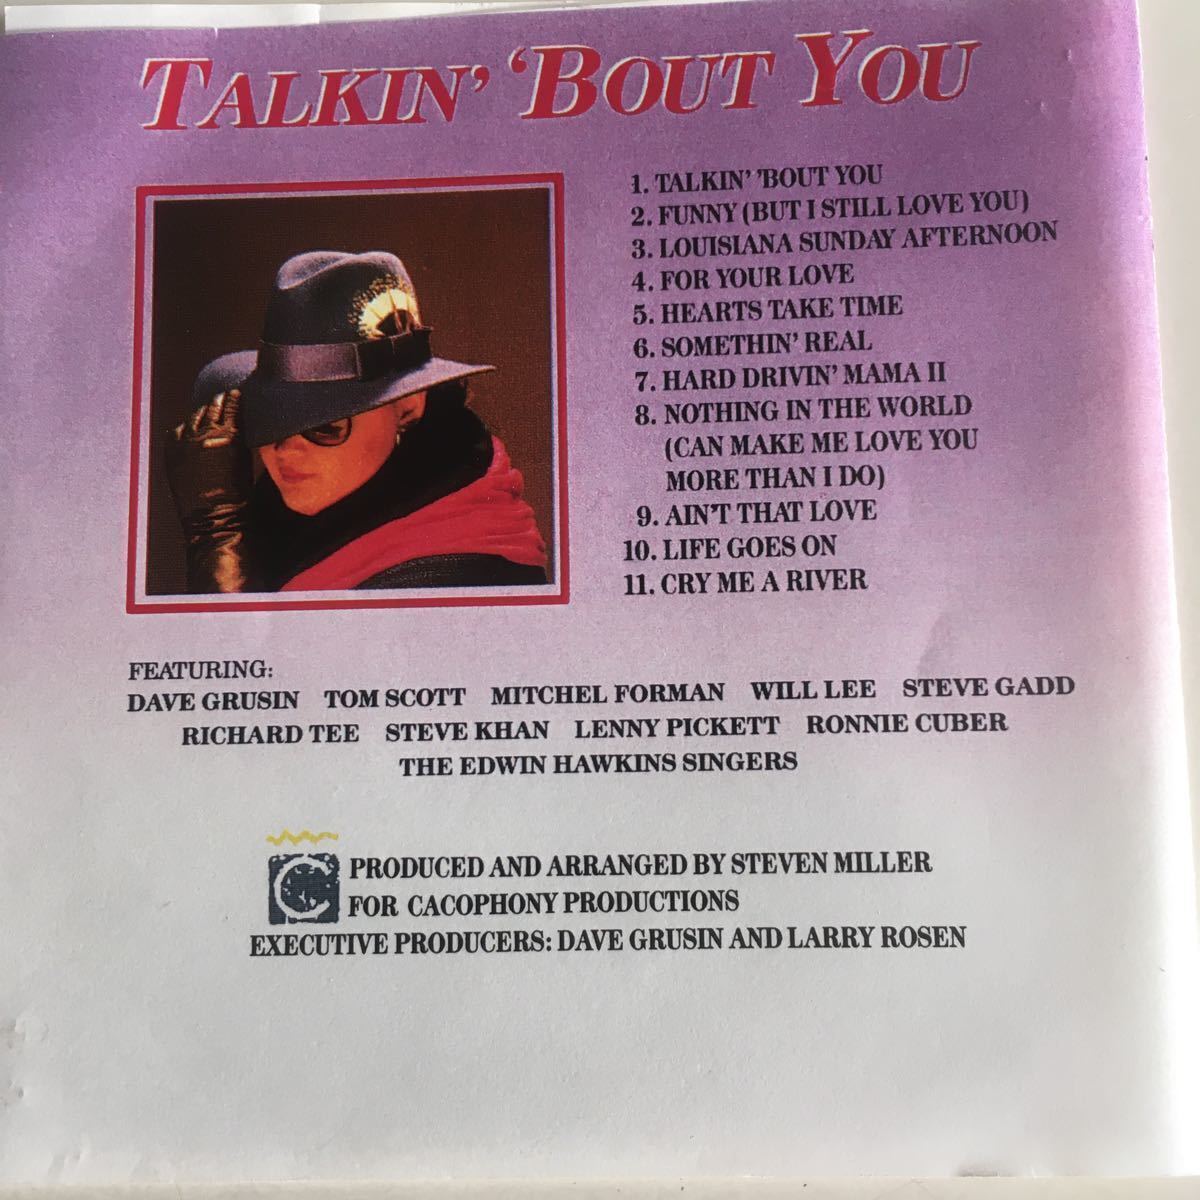 TALKIN' 'BOUT YOU
1. TALKIN' 'BOUT YOU
2. FUNNY (BUT I STILL LOVE YOU)
3. LOUISIANA SUNDAY AFTERNOON
4. FOR YOUR LOVE
5. HEARTS TAKE TIME
6. SOMETHIN' REAL
7. HARD DRIVIN' MAMA II
8. NOTHING IN THE WORLD
(CAN MAKE ME LOVE YOU
MORE THAN I DO)
9. AIN'T THAT LOVE
10. LIFE GOES ON
11. CRY ME A RIVER
FEATURING:
DAVE GRUSIN TOM SCOTT MITCHEL FORMAN WILL LEE STEVE GADD
RICHARD TEE STEVE KHAN LENNY PICKETT RONNIE CUBER
THE EDWIN HAWKINS SINGERS
C
PRODUCED AND ARRANGED BY STEVEN MILLER
FOR CACOPHONY PRODUCTIONS
EXECUTIVE PRODUCERS: DAVE GRUSIN AND LARRY ROSEN